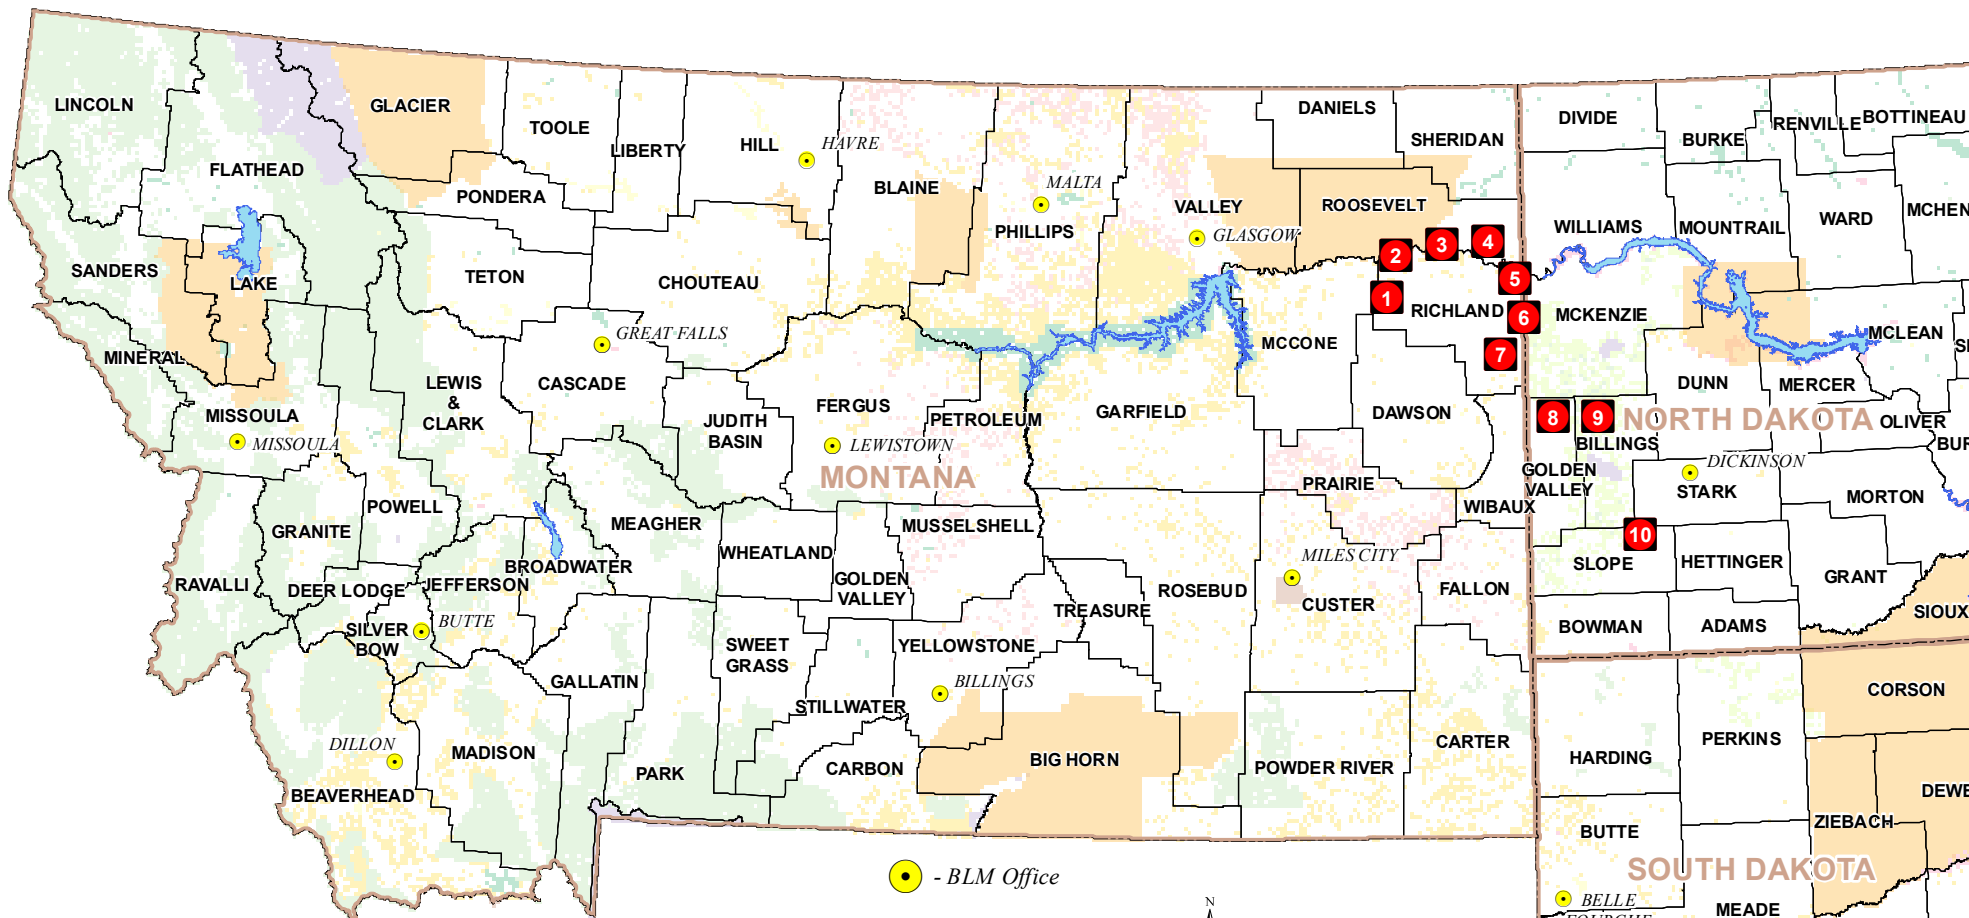 LINCOLN
GLACIER
TOOLE
LIBERTY
HILL
HAVRE
FLATHEAD
PONDERA
BLAINE
MALTA
PHILLIPS
VALLEY
GLASGOW
DANIELS
SHERIDAN
ROOSEVELT
DIVIDE
BURKE
RENVILLE
BOTTINEAU
WILLIAMS
MOUNTRAIL
WARD
MCHEN
SANDERS
LAKE
TETON
CHOUTEAU
2
3
4
5
1
RICHLAND
6
7
MCKENZIE
MCLEAN
MINERAL
GREAT FALLS
CASCADE
LEWIS
&
CLARK
MISSOULA
MISSOULA
JUDITH
BASIN
FERGUS
LEWISTOWN
PETROLEUM
GARFIELD
MCCONE
DAWSON
DUNN
MERCER
8
9
NORTH DAKOTA
OLIVER
BUR
BILLINGS
MONTANA
PRAIRIE
WIBAUX
GOLDEN
VALLEY
DICKINSON
STARK
MORTON
POWELL
GRANITE
MEAGHER
WHEATLAND
MUSSELSHELL
GOLDEN
VALLEY
BROADWATER
JEFFERSON
DEER LODGE
RAVALLI
SILVER
BOW
BUTTE
TREASURE
ROSEBUD
MILES CITY
CUSTER
FALLON
10
SLOPE
HETTINGER
GRANT
SIOUX
BOWMAN
ADAMS
SWEET
GRASS
YELLOWSTONE
BILLINGS
STILLWATER
GALLATIN
DILLON
MADISON
BEAVERHEAD
PARK
CARBON
BIG HORN
POWDER RIVER
CARTER
HARDING
PERKINS
CORSON
DEWE
ZIEBACH
BUTTE
SOUTH DAKOTA
BELLE
FOURCHE
MEADE
- BLM Office
N